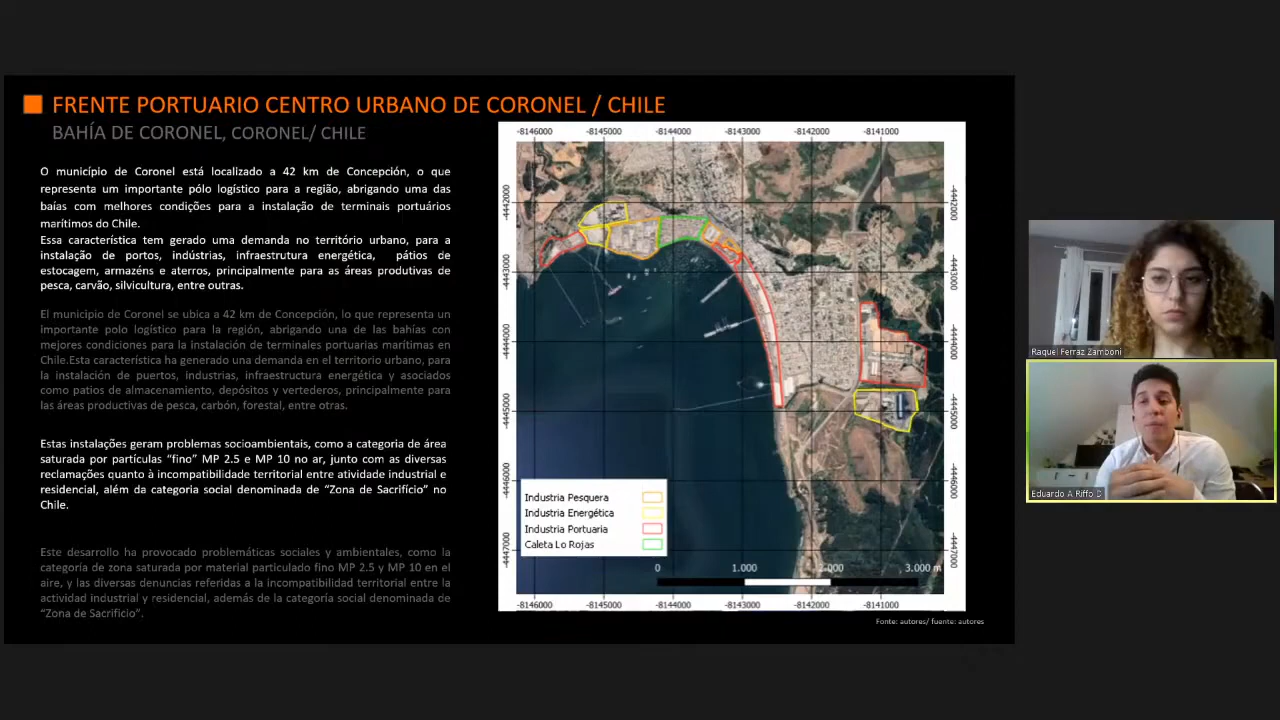 FRENTE PORTUARIO CENTRO URBANO DE CORONEL / CHILE
BAHÍA DE CORONEL, CORONEL/ CHILE
O município de Coronel está localizado a 42 km de Concepción, o que
representa um importante pólo logístico para a região, abrigando uma das
baías com melhores condições para a instalação de terminais portuários
marítimos do Chile.
Essa característica tem gerado uma demanda no território urbano, para a
instalação de portos, indústrias, infraestrutura energética, pátios de
estocagem, armazéns e aterros, principalmente para as áreas produtivas de
pesca, carvão, silvicultura, entre outras.
El municipio de Coronel se ubica a 42 km de Concepción, lo que representa un
importante polo logístico para la región, abrigando una de las bahías con
mejores condiciones para la instalación de terminales portuarias marítimas en
Chile.Esta característica ha generado una demanda en el territorio urbano, para
la instalación de puertos, industrias, infraestructura energética y asociados
como patios de almacenamiento, depósitos y vertederos, principalmente para
las áreas productivas de pesca, carbón, forestal, entre otras.
Estas instalações geram problemas socioambientais, como a categoria de área
saturada por partículas “fino” MP 2.5 e MP 10 no ar, junto com as diversas
reclamações quanto à incompatibilidade territorial entre atividade industrial e
residencial, além da categoria social denominada de “Zona de Sacrifício” no
Chile.
Este desarrollo ha provocado problemáticas sociales y ambientales, como la
categoría de zona saturada por material particulado fino MP 2.5 y MP 10 en el
aire, y las diversas denuncias referadas a la incompatibilidad territorial entre la
actividad industrial y residencial, además de la categoría social denominada de
“Zona de Sacrificio”.
-8146000 -8145000 -8144000 -8143000 -8142000 -8141000
-4442000 -4442000
-4443000 -4443000
-4444000 -4444000
-4445000 -4445000
-4446000 -4446000
-4447000 -4447000
Industria Pesquera
Industria Energética
Industria Portuaria
Caleta Lo Rojas
0 1.000 2.000 3.000 m
-8146000 -8145000 -8144000 -8143000 -8142000 -8141000
Fonte: autores/ fuente: autores
Raquel Ferraz Zamboni
Eduardo A Riffo D